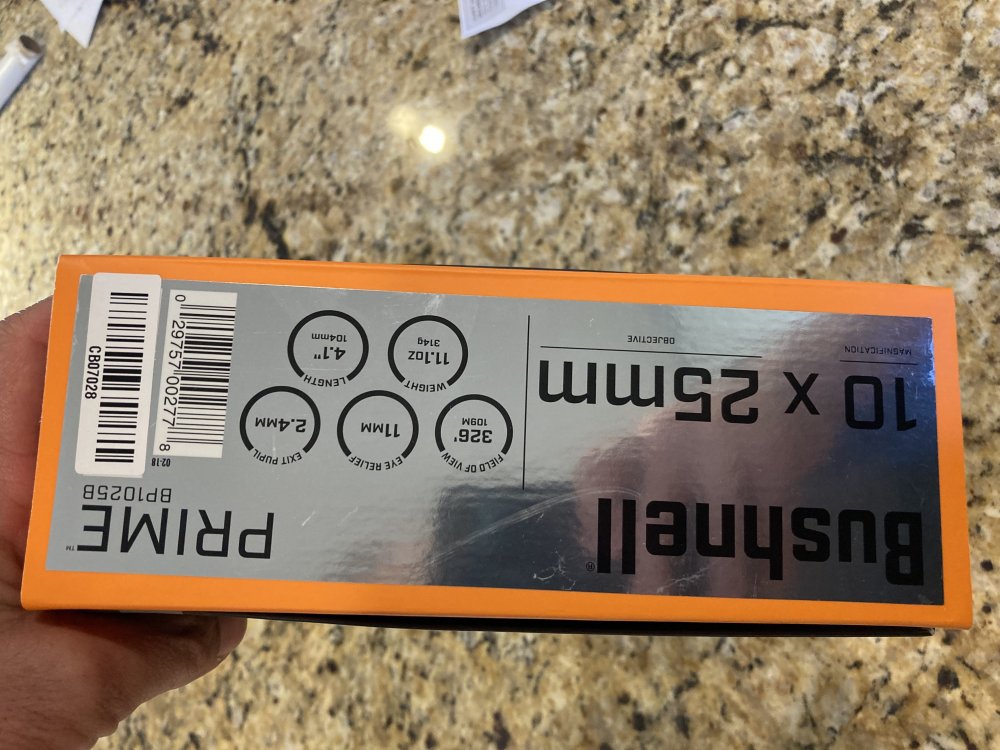 Bushnell®
PRIME™
BP1025B
10 x 25mm
MAGNIFICATION
OBJECTIVE
FIELD OF VIEW
326'
109M
EYE RELIEF
11MM
EXIT PUPIL
2.4MM
WEIGHT
11.1oz
314g
LENGTH
4.1"
104mm
02-18
0 29757 00277 8
CB07028